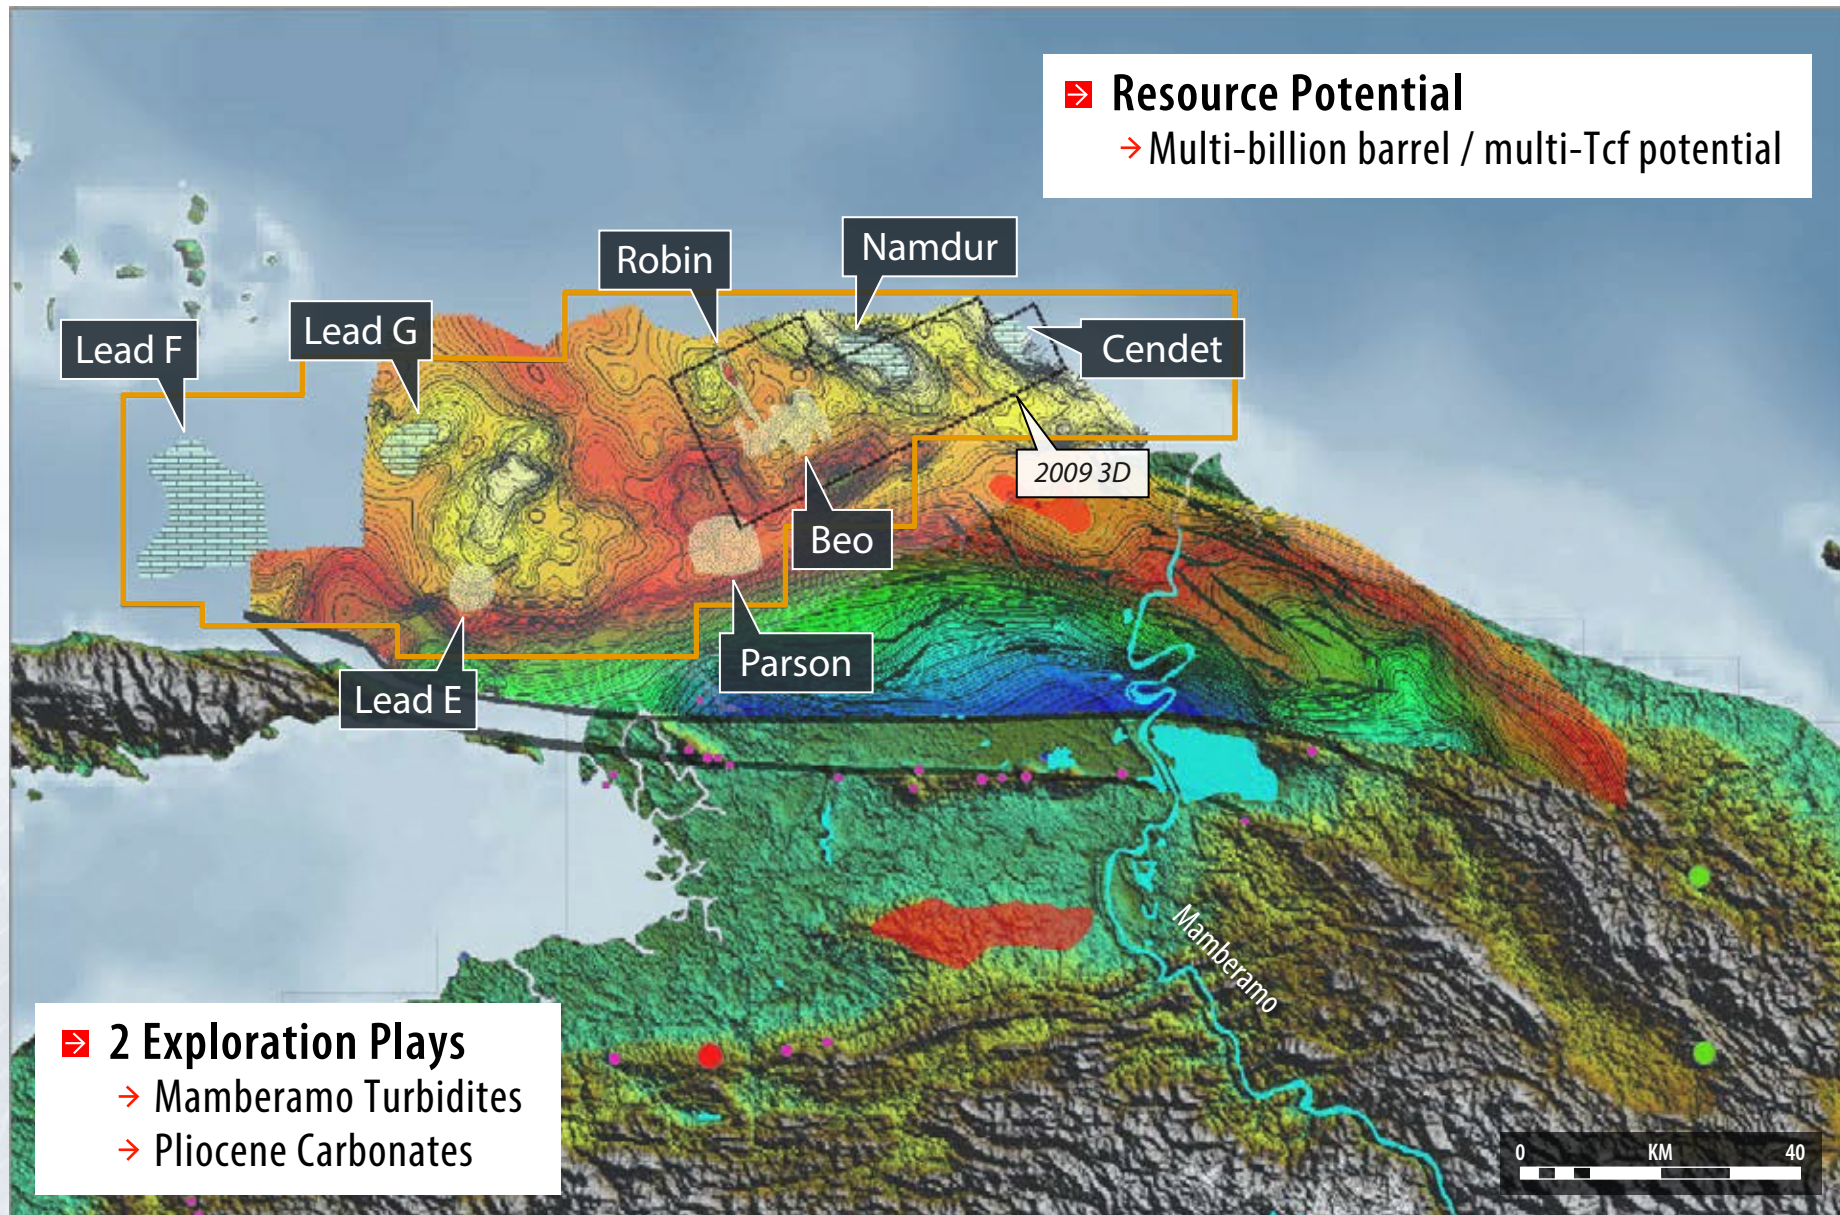 Resource Potential
Multi-billion barrel / multi-Tcf potential
Robin
Namdur
Lead F
Lead G
Cendet
2009 3D
Beo
Parson
Lead E
Mamberamo
2 Exploration Plays
Mamberamo Turbidites
Pliocene Carbonates
0 KM 40